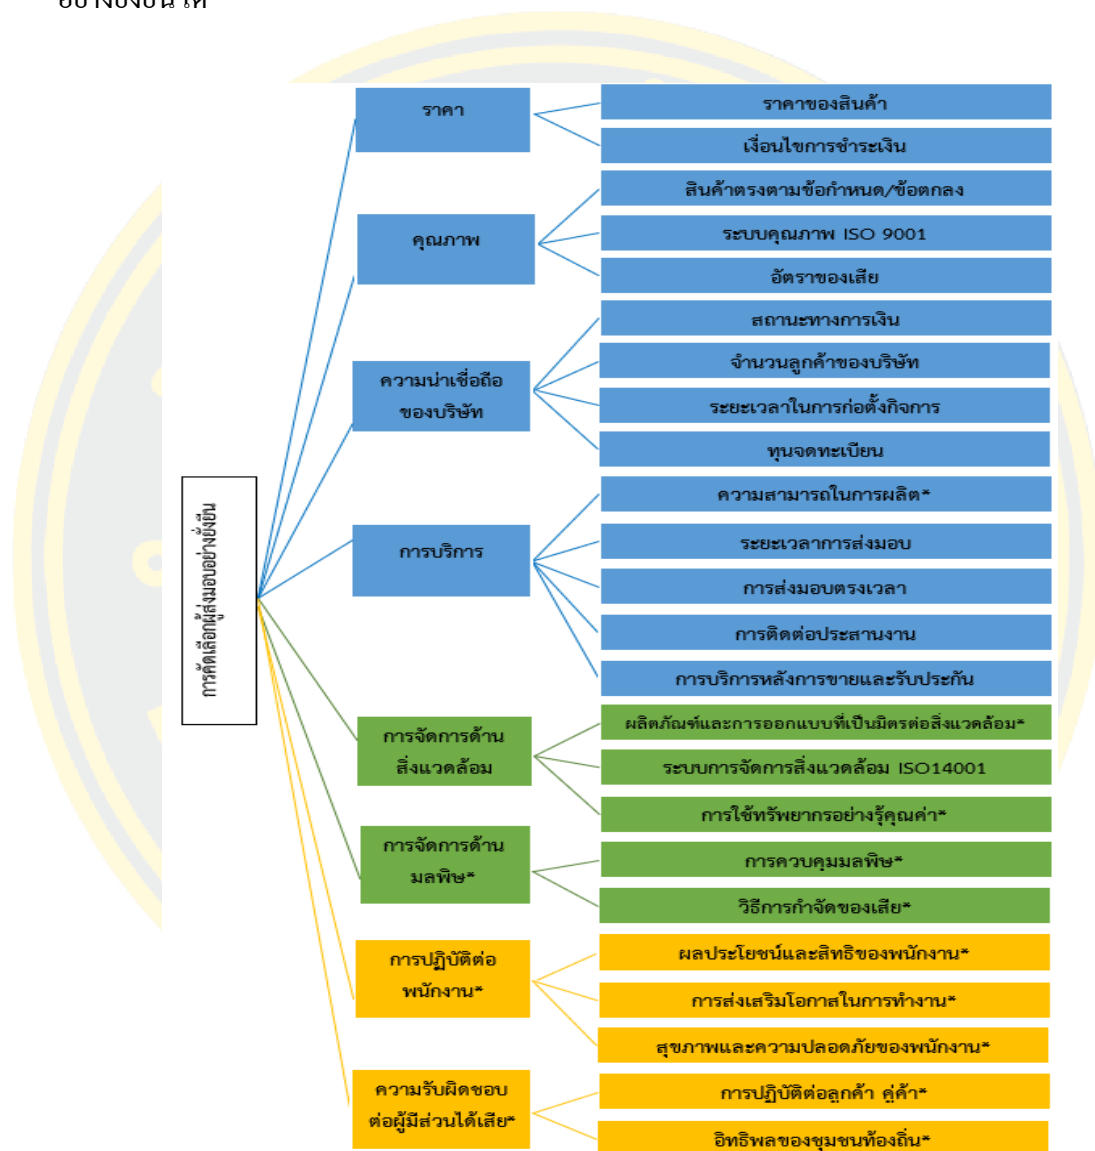 อย่างยั่งยืนได้
ราคา
ราคาของสินค้า
เงื่อนไขการชำระเงิน
คุณภาพ
สินค้าตรงตามข้อกำหนด/ข้อตกลง
ระบบคุณภาพ ISO 9001
อัตราของเสีย
ความน่าเชื่อถือ
ของบริษัท
สถานะทางการเงิน
จำนวนลูกค้าของบริษัท
ระยะเวลาในการก่อตั้งกิจการ
ทุนจดทะเบียน
การคัดเลือกผู้ส่งมอบอย่างยั่งยืน
การบริการ
ความสามารถในการผลิต*
ระยะเวลาการส่งมอบ
การส่งมอบตรงเวลา
การติดต่อประสานงาน
การบริการหลังการขายและรับประกัน
การจัดการด้าน
สิ่งแวดล้อม
ผลิตภัณฑ์และการออกแบบที่เป็นมิตรต่อสิ่งแวดล้อม*
ระบบการจัดการสิ่งแวดล้อม ISO14001
การใช้ทรัพยากรอย่างรู้คุณค่า*
การจัดการด้าน
มลพิษ*
การควบคุมมลพิษ*
วิธีการกำจัดของเสีย*
การปฏิบัติต่อ
พนักงาน*
ผลประโยชน์และสิทธิของพนักงาน*
การส่งเสริมโอกาสในการทำงาน*
สุขภาพและความปลอดภัยของพนักงาน*
ความรับผิดชอบ
ต่อผู้มีส่วนได้เสีย*
การปฏิบัติต่อลูกค้า คู่ค้า*
อิทธิพลของชุมชนท้องถิ่น*